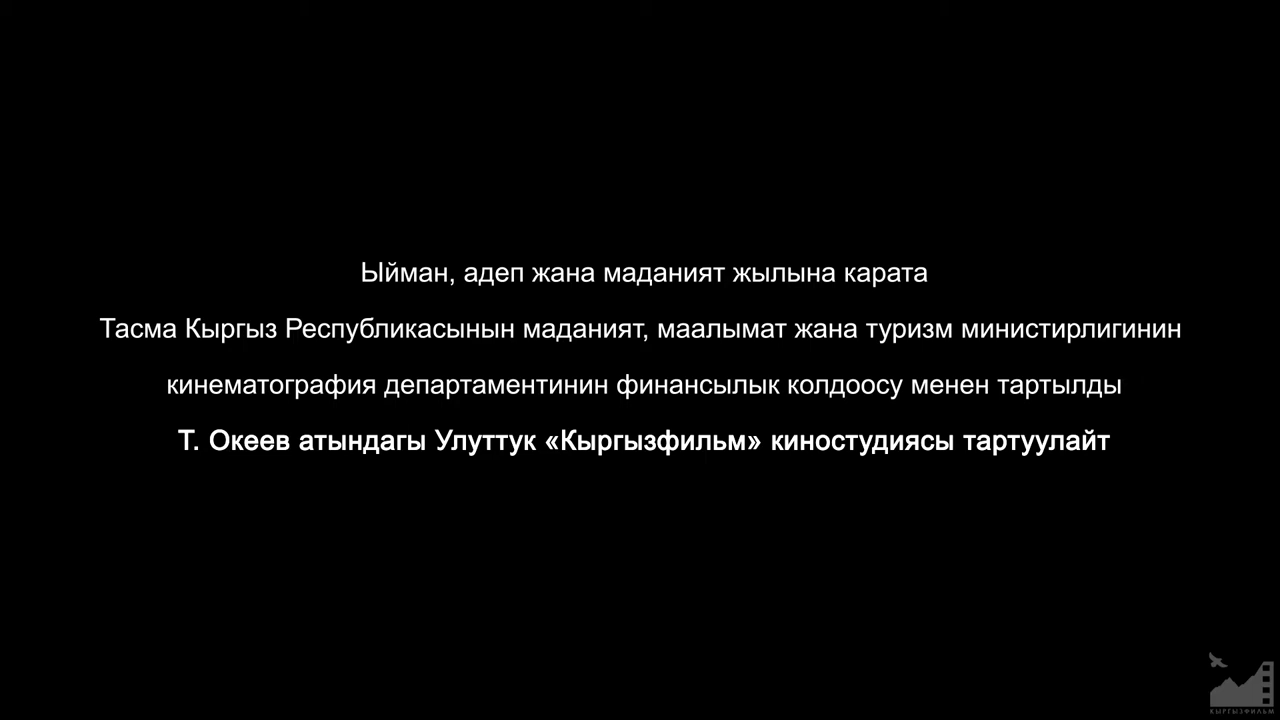 Ыйман, адеп жана маданият жылына карата
Тасма Кыргыз Республикасынын маданият, маалымат жана туризм министирлигинин
кинематография департаментинин финансылык колдоосу менен тартылды
Т. Океев атындагы Улуттук «Кыргызфильм» киностудиясы тартуулайт
КЫРГЫЗФИЛЬМ